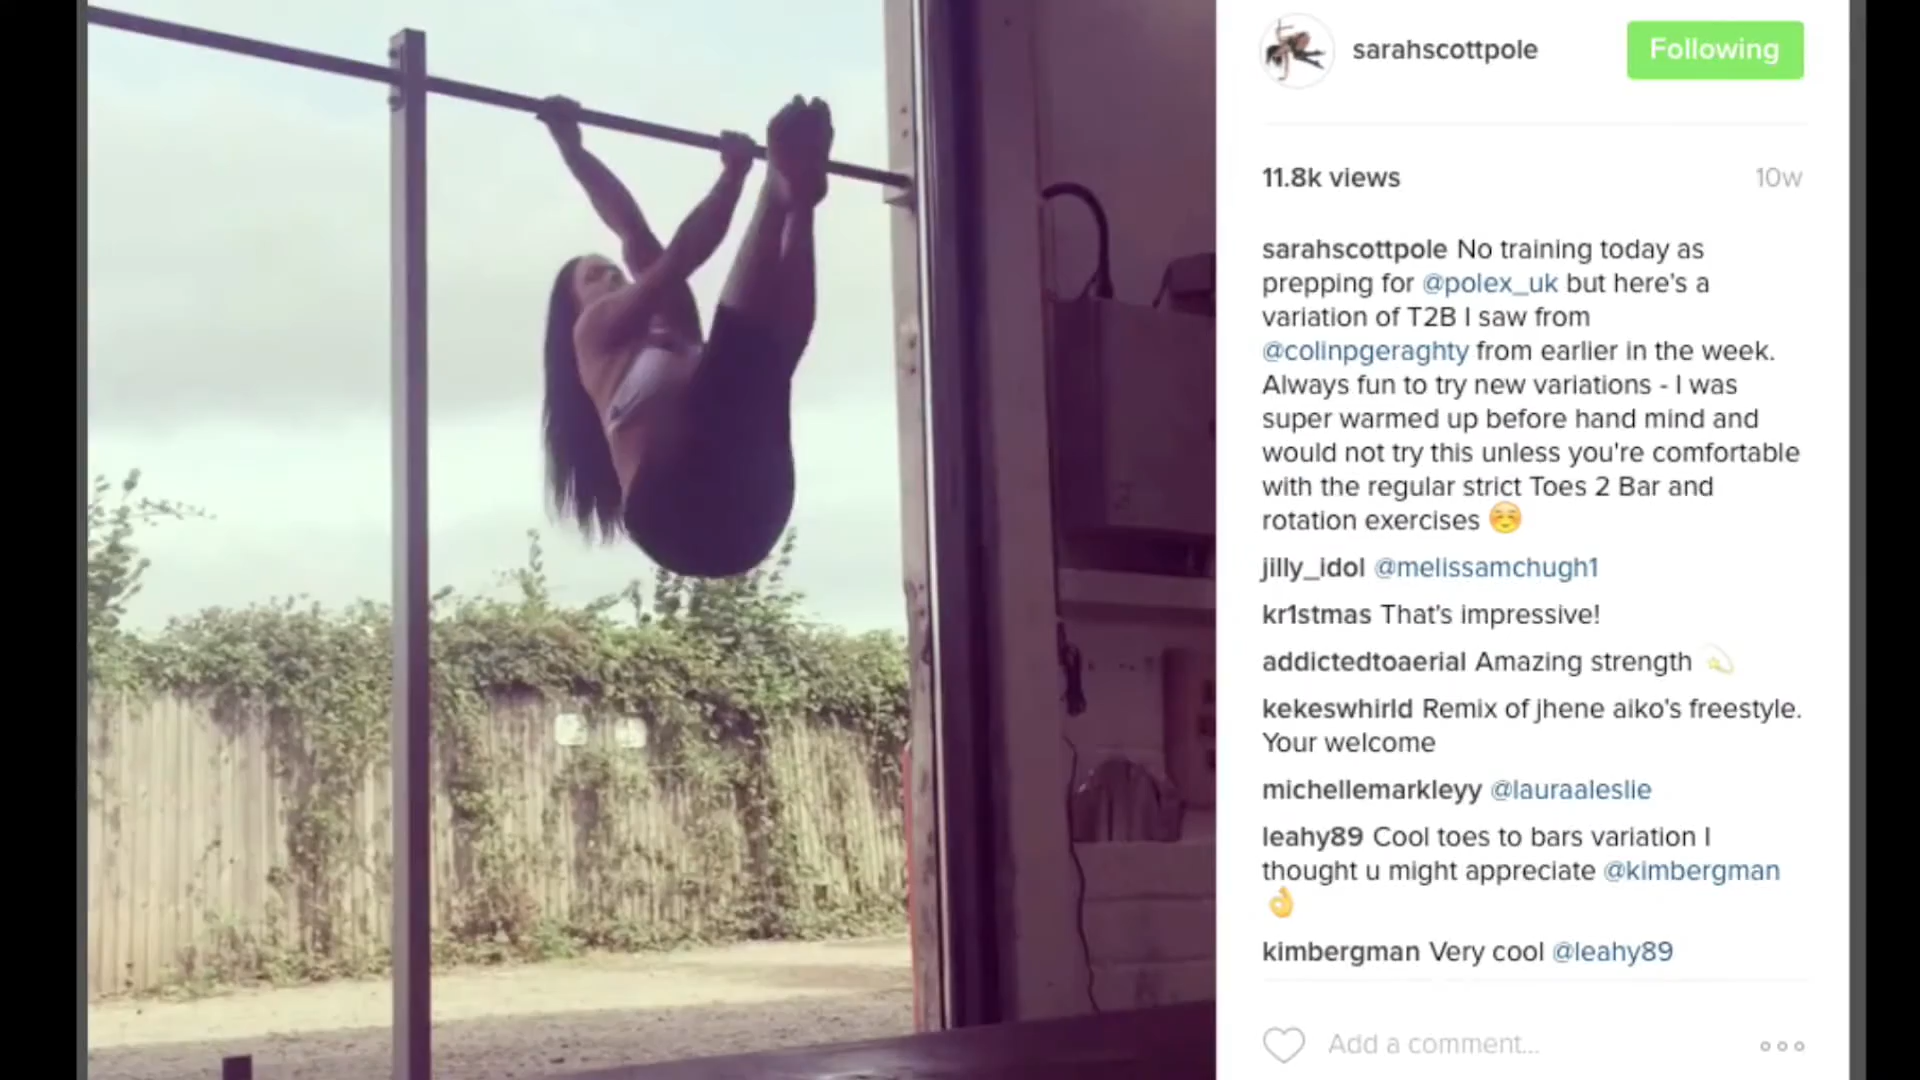 sarahscottpole
Following
11.8k views
10w
sarahscottpole No training today as
prepping for @polex_uk but here's a
variation of T2B I saw from
@colinpgeraghty from earlier in the week.
Always fun to try new variations - I was
super warmed up before hand mind and
would not try this unless you're comfortable
with the regular strict Toes 2 Bar and
rotation exercises ☺️
jilly_idol @melissamchugh1
kr1stmas That's impressive!
addictedtoaerial Amazing strength 💫
kekeswhirld Remix of jhene aiko's freestyle.
Your welcome
michellemarkleyy @lauraaleslie
leahy89 Cool toes to bars variation I
thought u might appreciate @kimbergman
👌
kimbergman Very cool @leahy89
Add a comment...